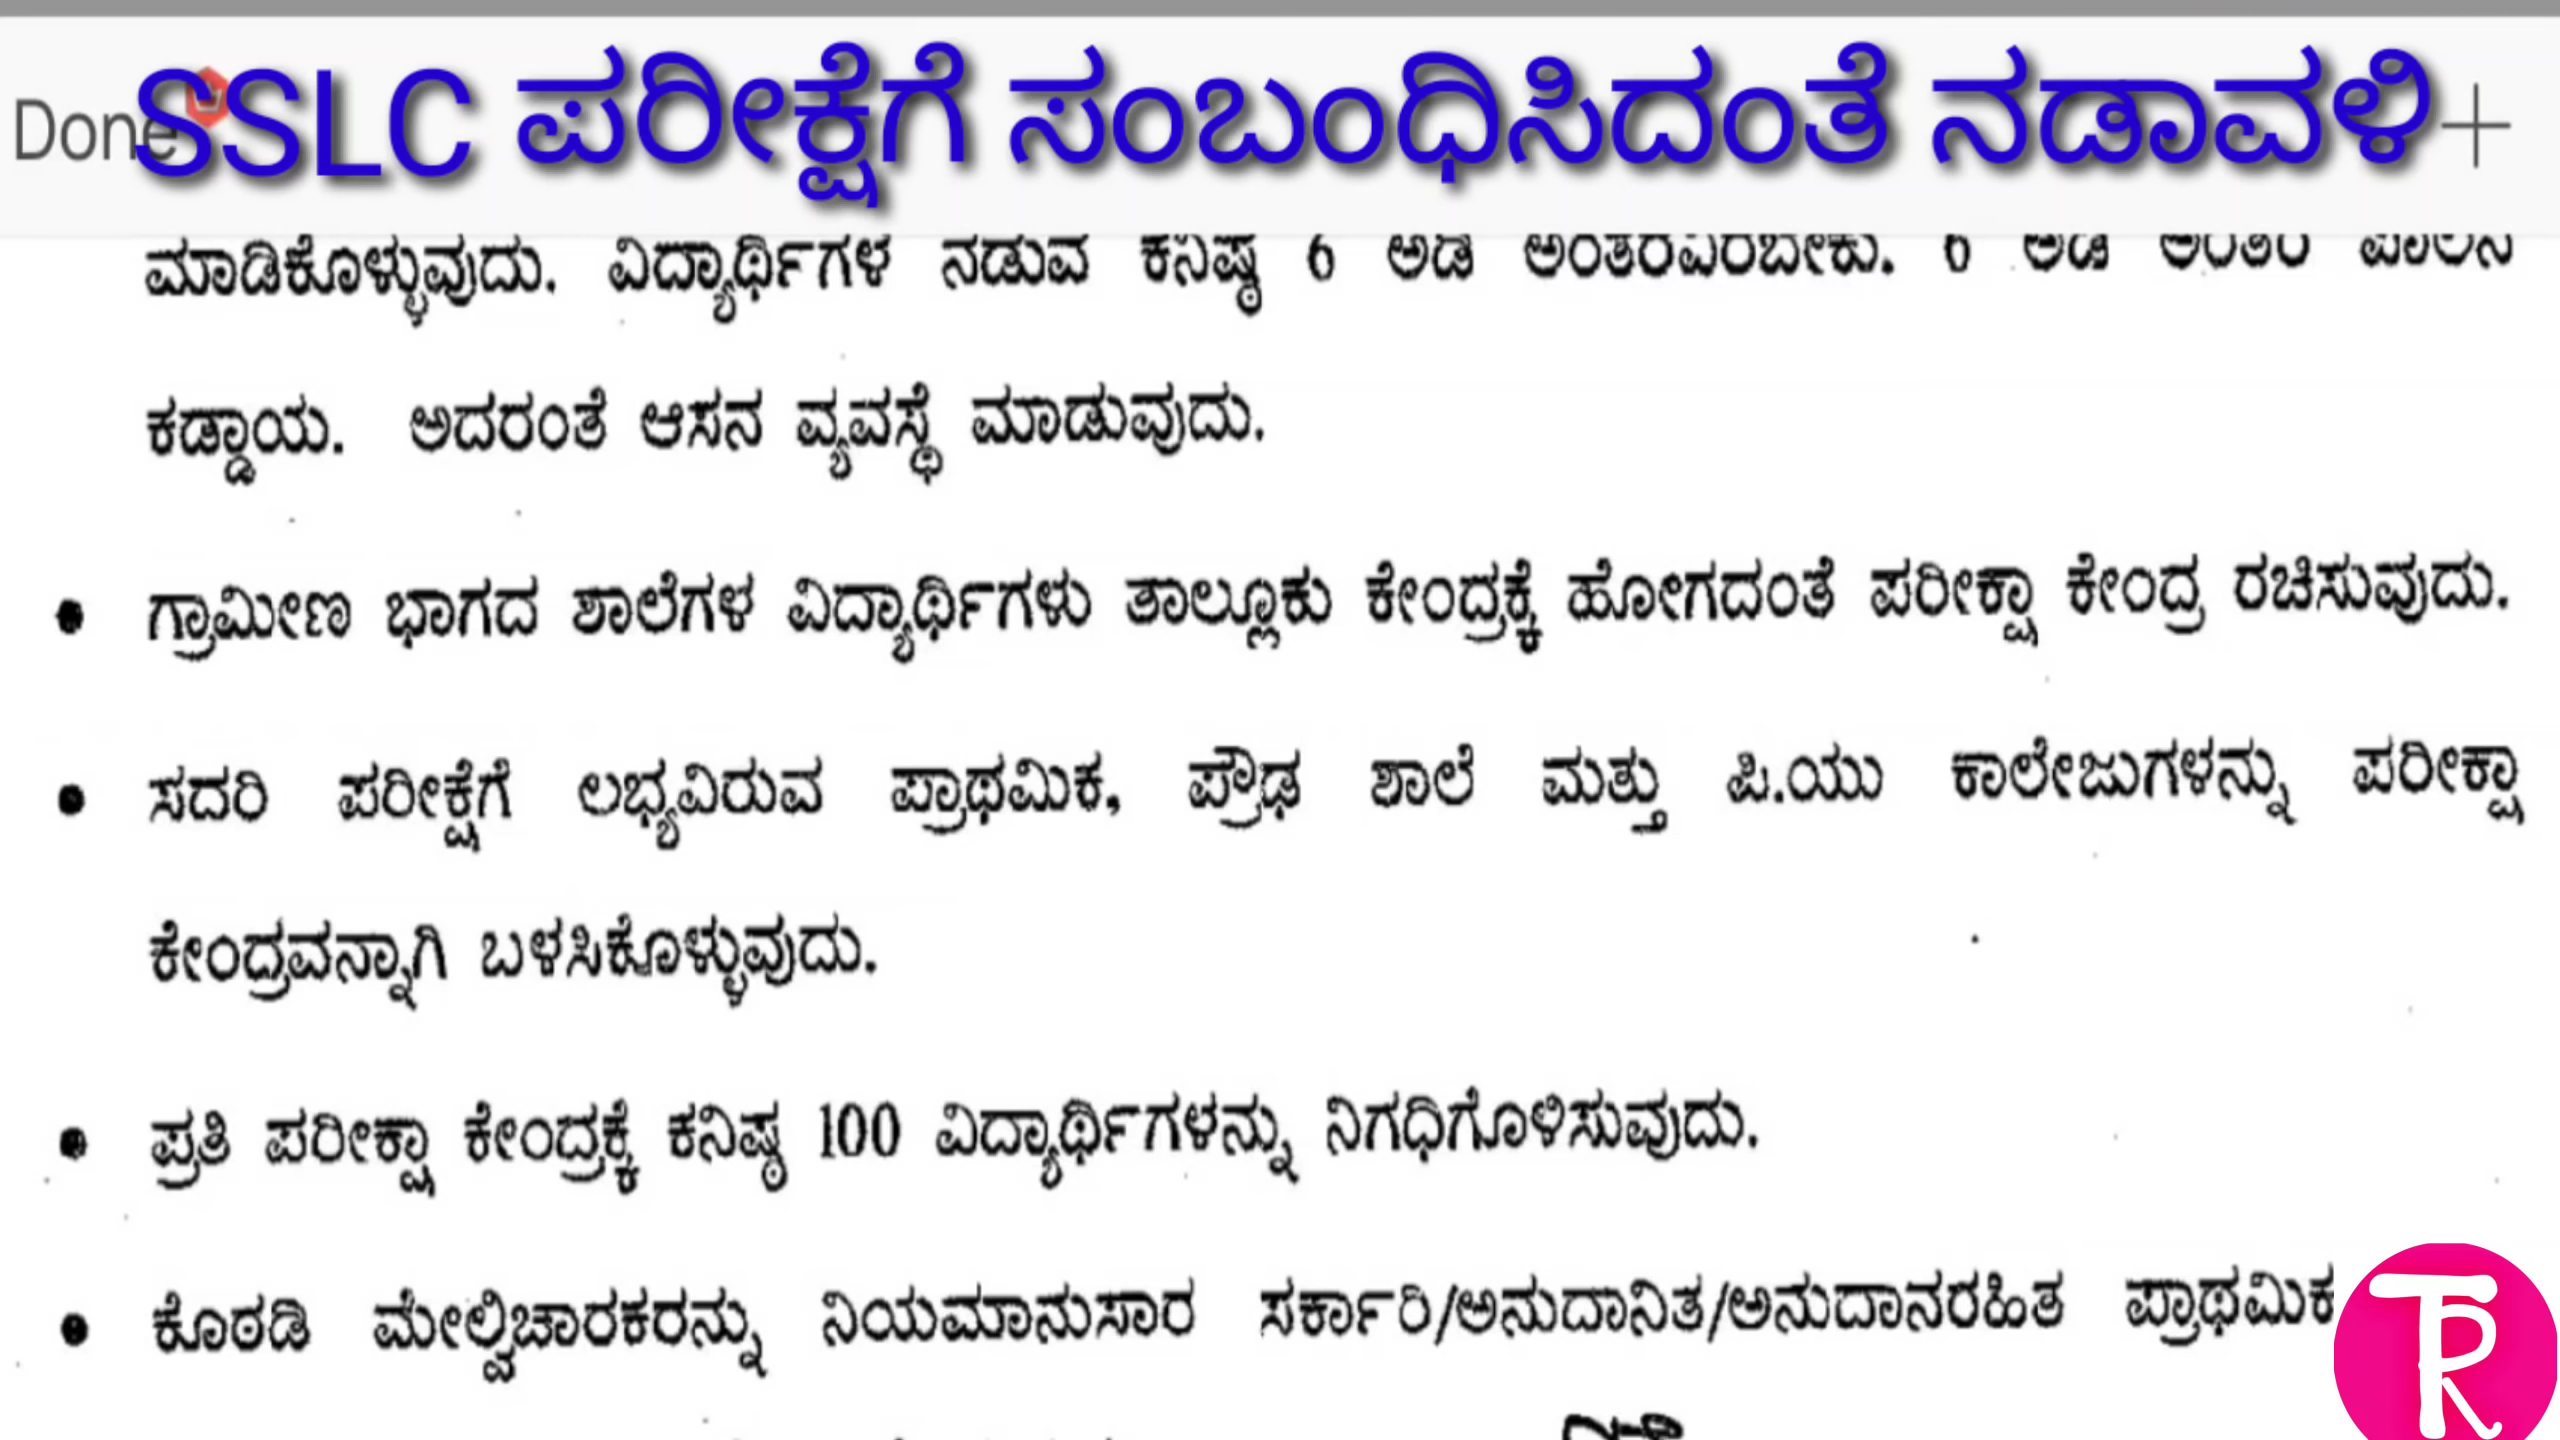 SSLC ಪರೀಕ್ಷೆಗೆ ಸಂಬಂಧಿಸಿದಂತೆ ನಡಾವಳಿ
Done
ಮಾಡಿಕೊಳ್ಳುವುದು. ವಿದ್ಯಾರ್ಥಿಗಳ ನಡುವೆ ಕನಿಷ್ಠ 6 ಅಡಿ ಅಂತರವಿರಬೇಕು. 6 ಅಡಿ ಅಂತರ ಪಾಲನೆ
ಕಡ್ಡಾಯ. ಅದರಂತೆ ಆಸನ ವ್ಯವಸ್ಥೆ ಮಾಡುವುದು.
• ಗ್ರಾಮೀಣ ಭಾಗದ ಶಾಲೆಗಳ ವಿದ್ಯಾರ್ಥಿಗಳು ತಾಲ್ಲೂಕು ಕೇಂದ್ರಕ್ಕೆ ಹೋಗದಂತೆ ಪರೀಕ್ಷಾ ಕೇಂದ್ರ ರಚಿಸುವುದು.
• ಸದರಿ ಪರೀಕ್ಷೆಗೆ ಲಭ್ಯವಿರುವ ಪ್ರಾಥಮಿಕ, ಪ್ರೌಢ ಶಾಲೆ ಮತ್ತು ಪಿ.ಯು ಕಾಲೇಜುಗಳನ್ನು ಪರೀಕ್ಷಾ
ಕೇಂದ್ರವನ್ನಾಗಿ ಬಳಸಿಕೊಳ್ಳುವುದು.
• ಪ್ರತಿ ಪರೀಕ್ಷಾ ಕೇಂದ್ರಕ್ಕೆ ಕನಿಷ್ಠ 100 ವಿದ್ಯಾರ್ಥಿಗಳನ್ನು ನಿಗಧಿಗೊಳಿಸುವುದು.
• ಕೊಠಡಿ ಮೇಲ್ವಿಚಾರಕರನ್ನು ನಿಯಮಾನುಸಾರ ಸರ್ಕಾರಿ/ಅನುದಾನಿತ/ಅನುದಾನರಹಿತ ಪ್ರಾಥಮಿಕ